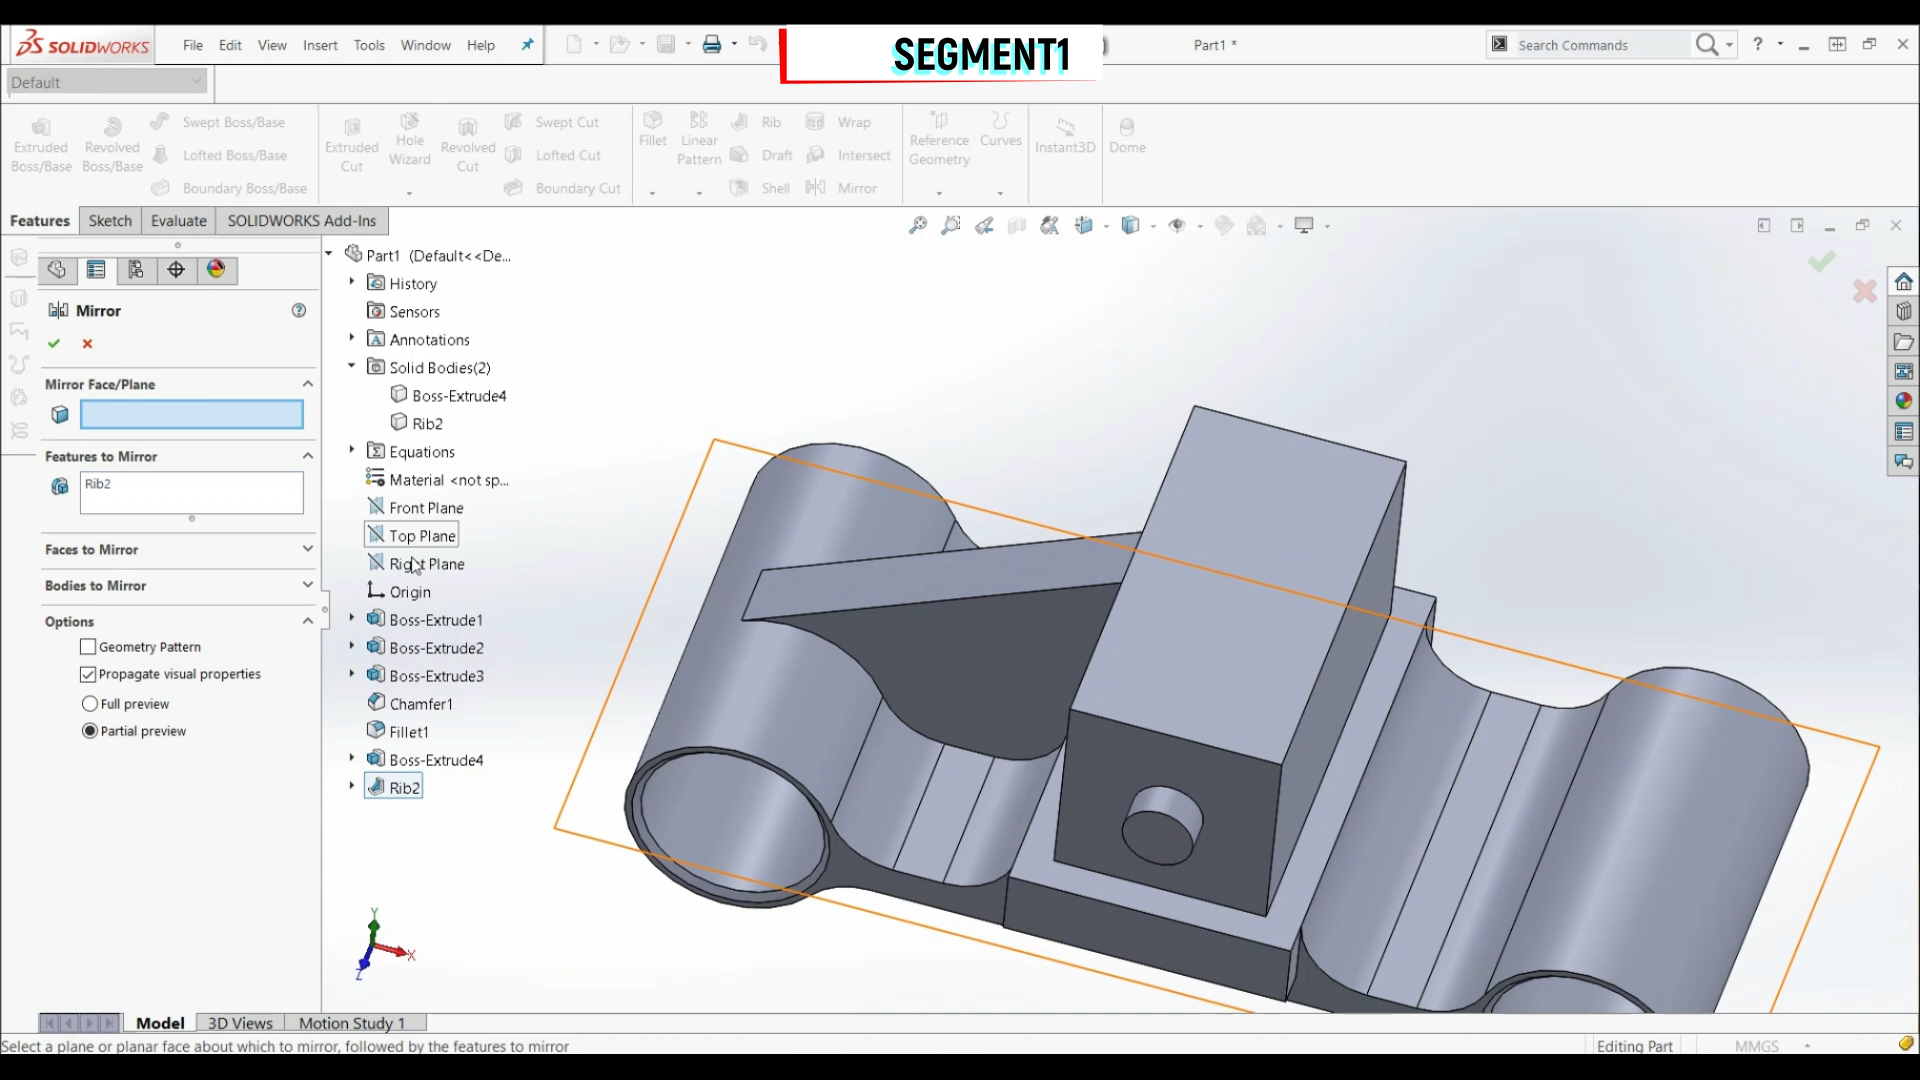 SEGMENT1
SOLIDWORKS
File Edit View Insert Tools Window Help
Part1 *
Search Commands
Default
Extruded Boss/Base
Revolved Boss/Base
Swept Boss/Base
Lofted Boss/Base
Boundary Boss/Base
Extruded Cut
Hole Wizard
Revolved Cut
Swept Cut
Lofted Cut
Boundary Cut
Fillet
Linear Pattern
Rib
Draft
Shell
Wrap
Intersect
Mirror
Reference Geometry
Curves
Instant3D
Dome
Features Sketch Evaluate SOLIDWORKS Add-Ins
Mirror
Mirror Face/Plane
Features to Mirror
Rib2
Faces to Mirror
Bodies to Mirror
Options
Geometry Pattern
Propagate visual properties
Full preview
Partial preview
Part1 (Default<<De...
History
Sensors
Annotations
Solid Bodies(2)
Boss-Extrude4
Rib2
Equations
Material <not sp...
Front Plane
Top Plane
Right Plane
Origin
Boss-Extrude1
Boss-Extrude2
Boss-Extrude3
Chamfer1
Fillet1
Boss-Extrude4
Rib2
Y
X
Z
Model 3D Views Motion Study 1
Select a plane or planar face about which to mirror, followed by the features to mirror
Editing Part
MMGS